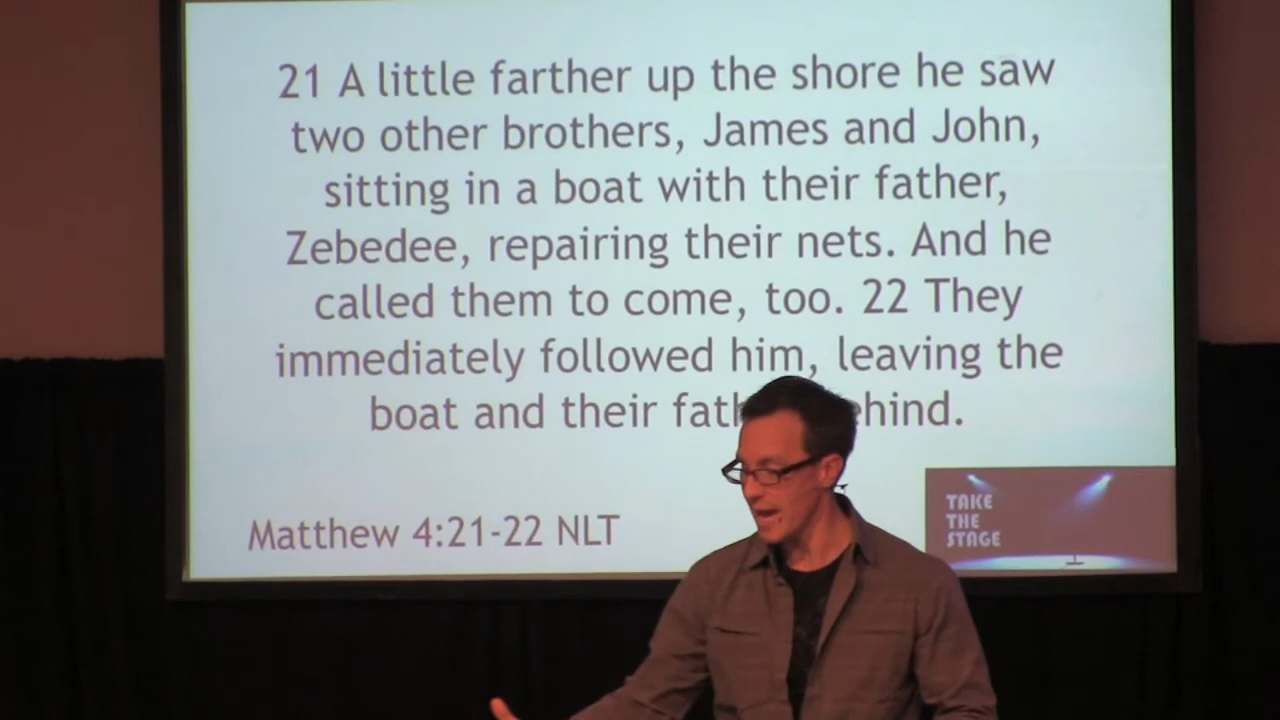 21 A little farther up the shore he saw
two other brothers, James and John,
sitting in a boat with their father,
Zebedee, repairing their nets. And he
called them to come, too. 22 They
immediately followed him, leaving the
boat and their
Matthew 4:21-22 NLT
TAKE
THE
STAGE